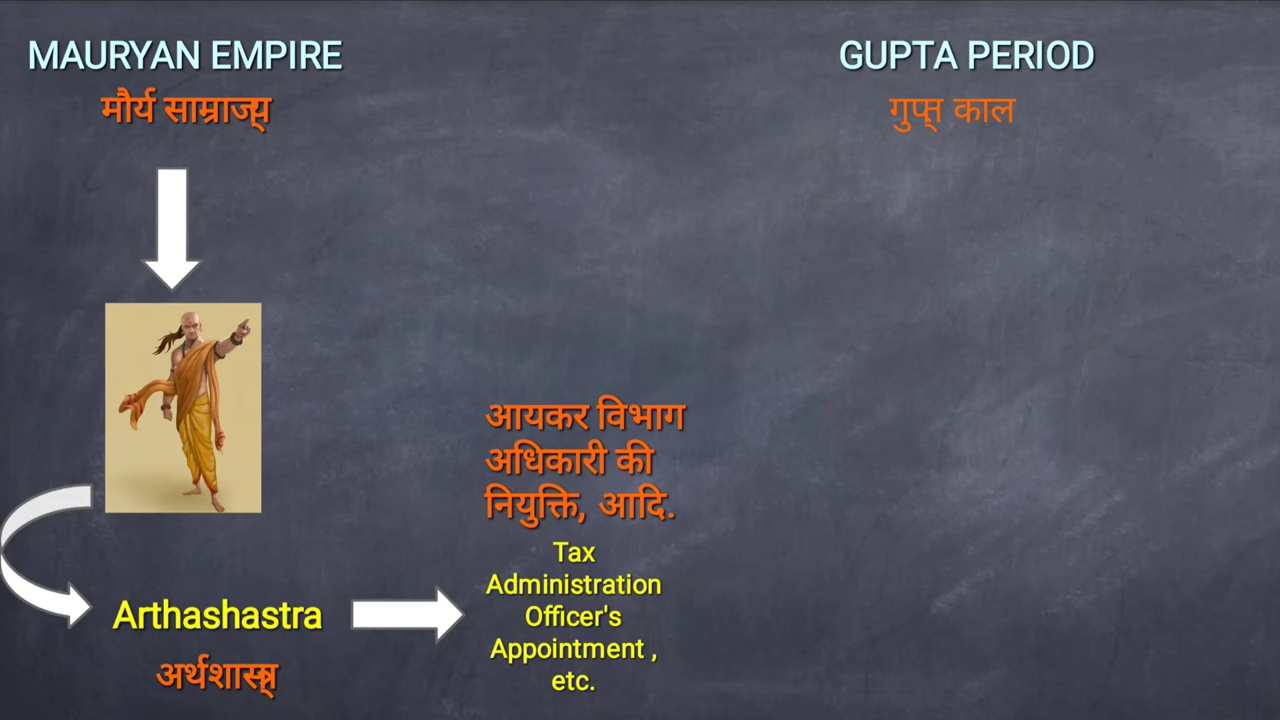 MAURYAN EMPIRE
मौर्य साम्राज्य
GUPTA PERIOD
गुप्त काल
आयकर विभाग
अधिकारी की
नियुक्ति, आदि.
Tax
Administration
Officer's
Appointment ,
etc.
Arthashastra
अर्थशास्त्र